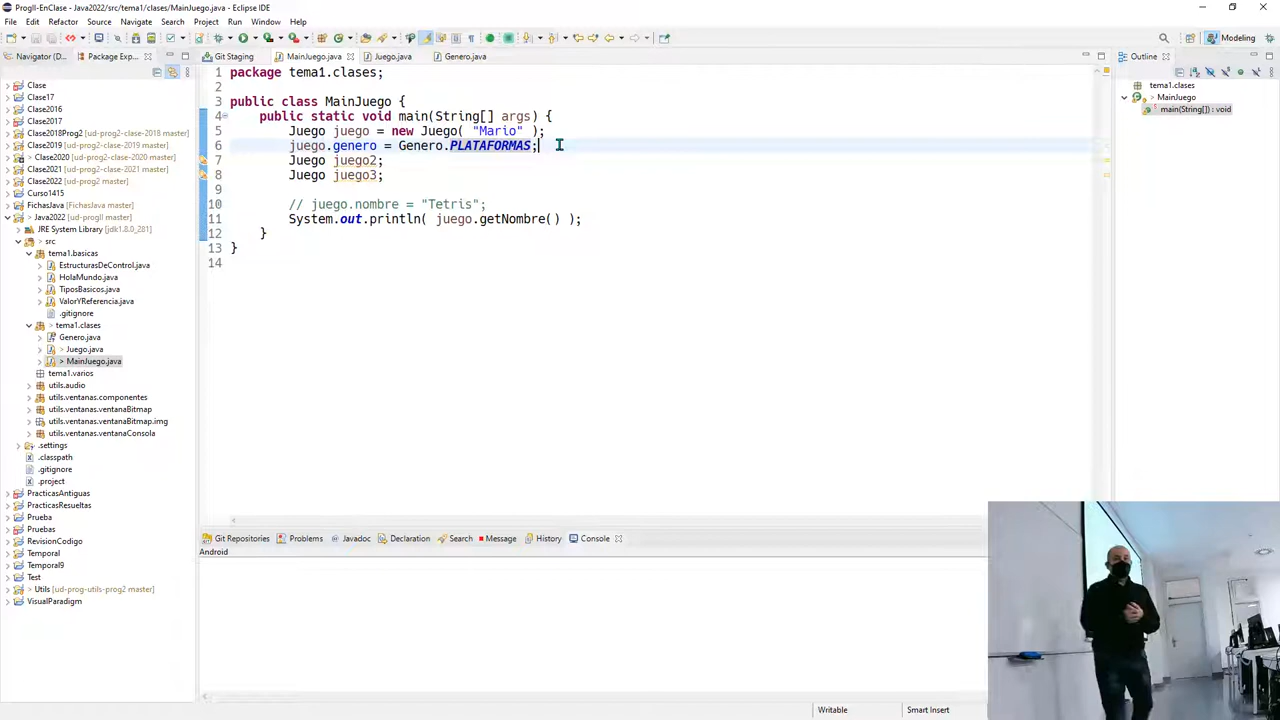 ProgII-EnClase - Java2022/src/tema1/clases/MainJuego.java - Eclipse IDE
File Edit Refactor Source Navigate Search Project Run Window Help
Modeling
Navigator (D... Package Exp...
Git Staging MainJuego.java Juego.java Genero.java
Outline
Clase
Clase17
Clase2016
Clase2017
Clase2018Prog2 [ud-prog2-clase-2018 master]
Clase2019 [ud-prog2-clase-2019 master]
> Clase2020 [ud-prog2-clase-2020 master]
Clase2021 [ud-prog2-clase-2021 master]
Clase2022 [ud-prog2 master]
Curso1415
FichasJaven [FichasJaven master]
> Java2022 [ud-progII master]
JRE System Library [jdk1.8.0_281]
> src
tema1.basicas
EstructurasDeControl.java
HolaMundo.java
TiposBasicos.java
ValorYReferencia.java
.gitignore
> tema1.clases
Genero.java
> Juego.java
> MainJuego.java
tema1.varios
utils.audio
utils.ventanas.componentes
utils.ventanas.ventanaBitmap
utils.ventanas.ventanaBitmap.img
utils.ventanas.ventanaConsola
.settings
.classpath
.gitignore
.project
PracticasAntiguas
PracticasResueltas
Prueba
Pruebas
RevisionCodigo
Temporal
Temporal9
Test
> Utils [ud-prog-utils-prog2 master]
VisualParadigm
1 package tema1.clases;
2
3 public class MainJuego {
4 public static void main(String[] args) {
5 Juego juego = new Juego( "Mario" );
6 juego.genero = Genero.PLATAFORMAS;
7 Juego juego2;
8 Juego juego3;
9
10 // juego.nombre = "Tetris";
11 System.out.println( juego.getNombre() );
12 }
13 }
14
tema1.clases
MainJuego
main(String[]) : void
Git Repositories Problems Javadoc Declaration Search Message History Console
Android
Writable Smart Insert